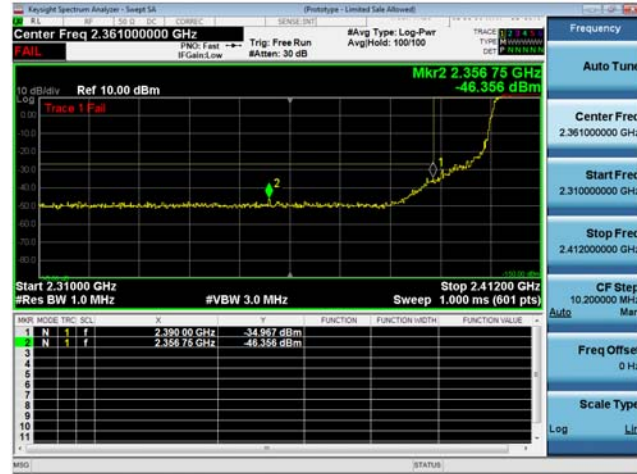 Keysight Spectrum Analyzer - Swept SA
(Prototype - Limited Sale Allowed)
RL RF 50 Ω DC CORREC SENSE:INT
Center Freq 2.361000000 GHz
FAIL
PNO: Fast
IFGain:Low
Trig: Free Run
#Atten: 30 dB
#Avg Type: Log-Pwr
Avg|Hold: 100/100
TRACE 1 2 3 4 5 6
TYPE
DET P N N N N N
Mkr2 2.356 75 GHz
-46.356 dBm
10 dB/div
Log
Ref 10.00 dBm
Trace 1 Fail
0.00
-10.0
-20.0
-30.0
-40.0
-50.0
-60.0
-70.0
-80.0
1
2
Start 2.31000 GHz
Stop 2.41200 GHz
#Res BW 1.0 MHz
#VBW 3.0 MHz
Sweep 1.000 ms (601 pts)
MKR MODE TRC SCL X Y FUNCTION FUNCTION WIDTH FUNCTION VALUE
1 N 1 f 2.390 00 GHz -34.967 dBm
2 N 1 f 2.356 75 GHz -46.356 dBm
3
4
5
6
7
8
9
10
11
MSG
STATUS
Frequency
Auto Tune
Center Freq
2.361000000 GHz
Start Freq
2.310000000 GHz
Stop Freq
2.412000000 GHz
CF Step
10.200000 MHz
Auto Man
Freq Offset
0 Hz
Scale Type
Log Lin